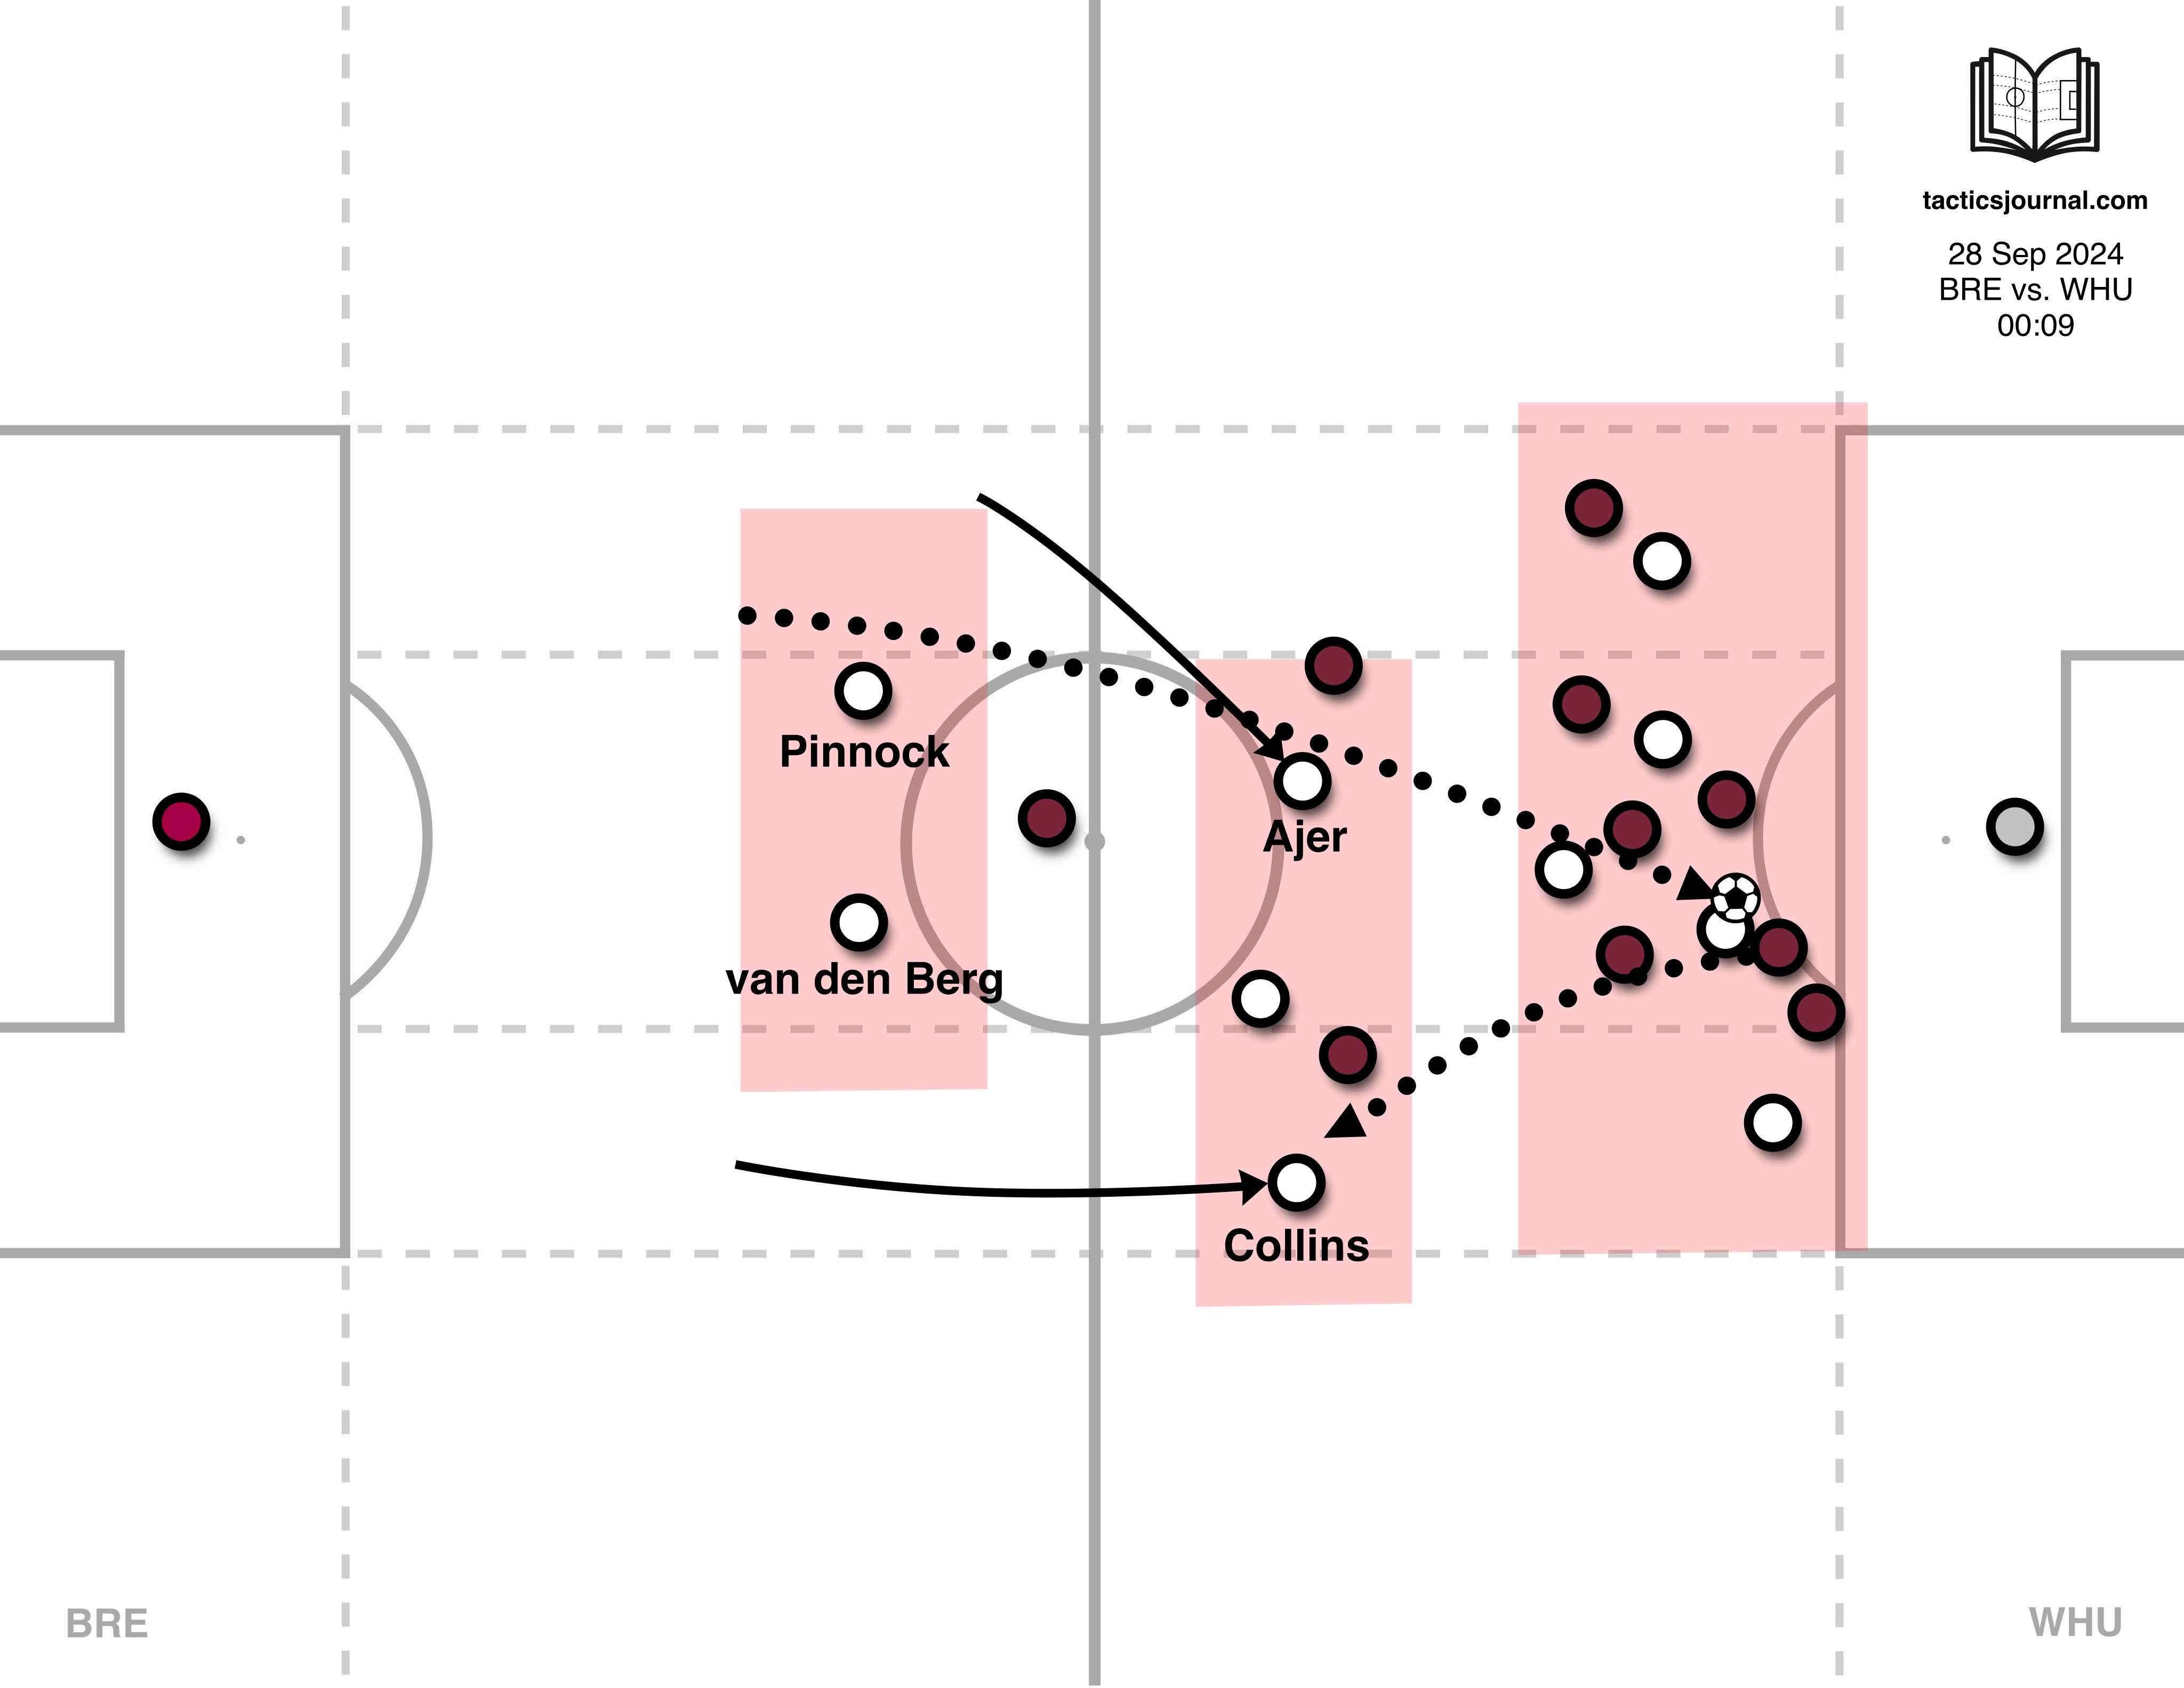 tacticsjournal.com
28 Sep 2024
BRE vs. WHU
00:09
Pinnock
Ajer
van den Berg
Collins
BRE
WHU